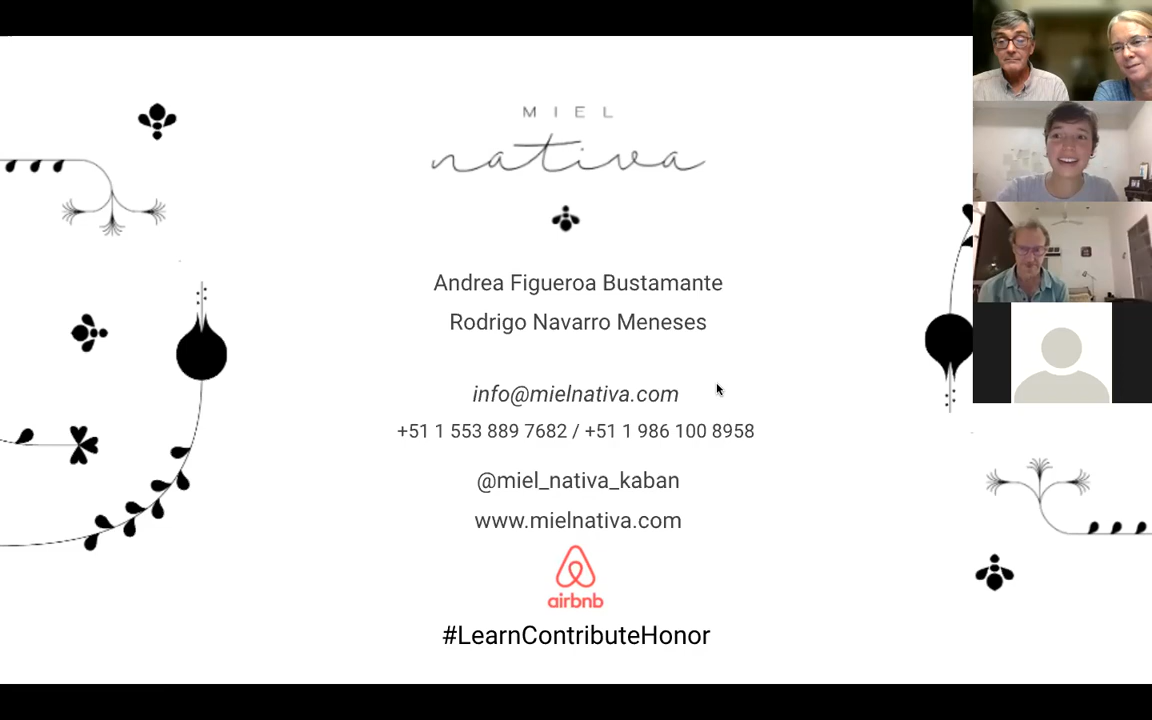 MIEL
nativa
Andrea Figueroa Bustamante
Rodrigo Navarro Meneses
info@mielnativa.com
+51 1 553 889 7682 / +51 1 986 100 8958
@miel_nativa_kaban
www.mielnativa.com
airbnb
#LearnContributeHonor